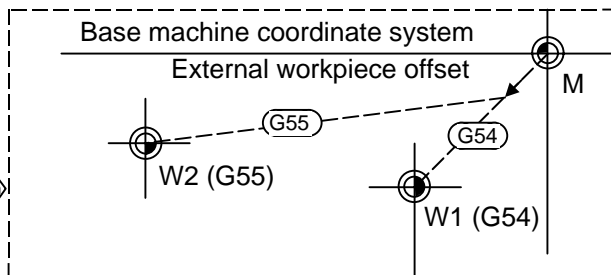 Base machine coordinate system
External workpiece offset
M
G55
G54
W2 (G55)
W1 (G54)